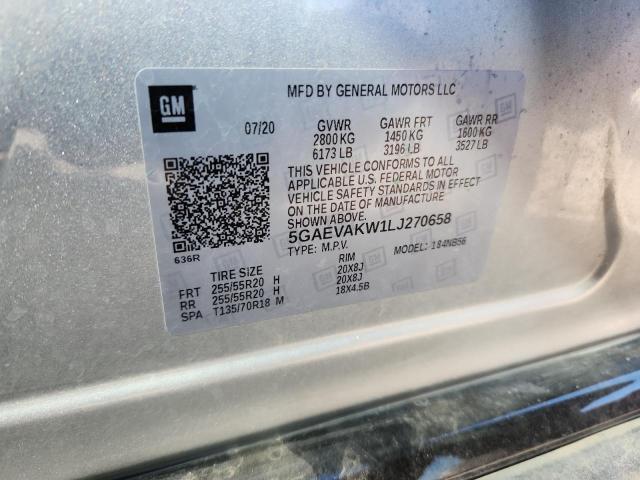 GM
MFD BY GENERAL MOTORS LLC
07/20 GVWR GAWR FRT GAWR RR
2800 KG 1450 KG 1600 KG
6173 LB 3196 LB 3527 LB
THIS VEHICLE CONFORMS TO ALL
APPLICABLE U.S. FEDERAL MOTOR
VEHICLE SAFETY STANDARDS IN EFFECT
ON THE DATE OF MANUFACTURE
SHOWN ABOVE.
5GAEVAKW1LJ270658
TYPE: M.P.V. MODEL: 184NB56
636R
TIRE SIZE RIM
FRT 255/55R20 H 20X8J
RR 255/55R20 H 20X8J
SPA T135/70R18 M 18X4.5B